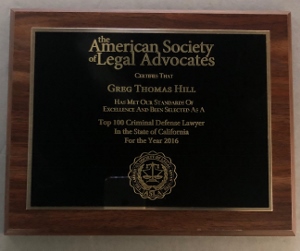 the
American Society
of Legal Advocates
Certifies That
Greg Thomas Hill
Has Met Our Standards Of
Excellence And Been Selected As A
Top 100 Criminal Defense Lawyer
In the State of California
For the Year 2016
ASLA